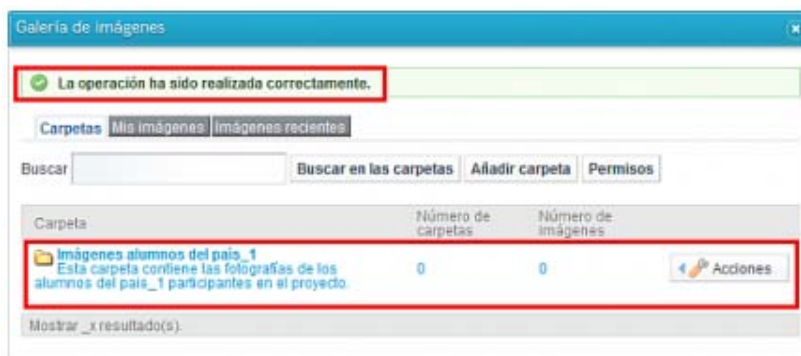 Galería de imágenes
La operación ha sido realizada correctamente.
Carpetas Mis imágenes Imágenes recientes
Buscar Buscar en las carpetas Añadir carpeta Permisos
Carpeta Número de carpetas Número de imágenes
Imágenes alumnos del pais_1
Esta carpeta contiene las fotografías de los 0 0 Acciones
alumnos del pais_1 participantes en el proyecto.
Mostrar _x resultado(s).